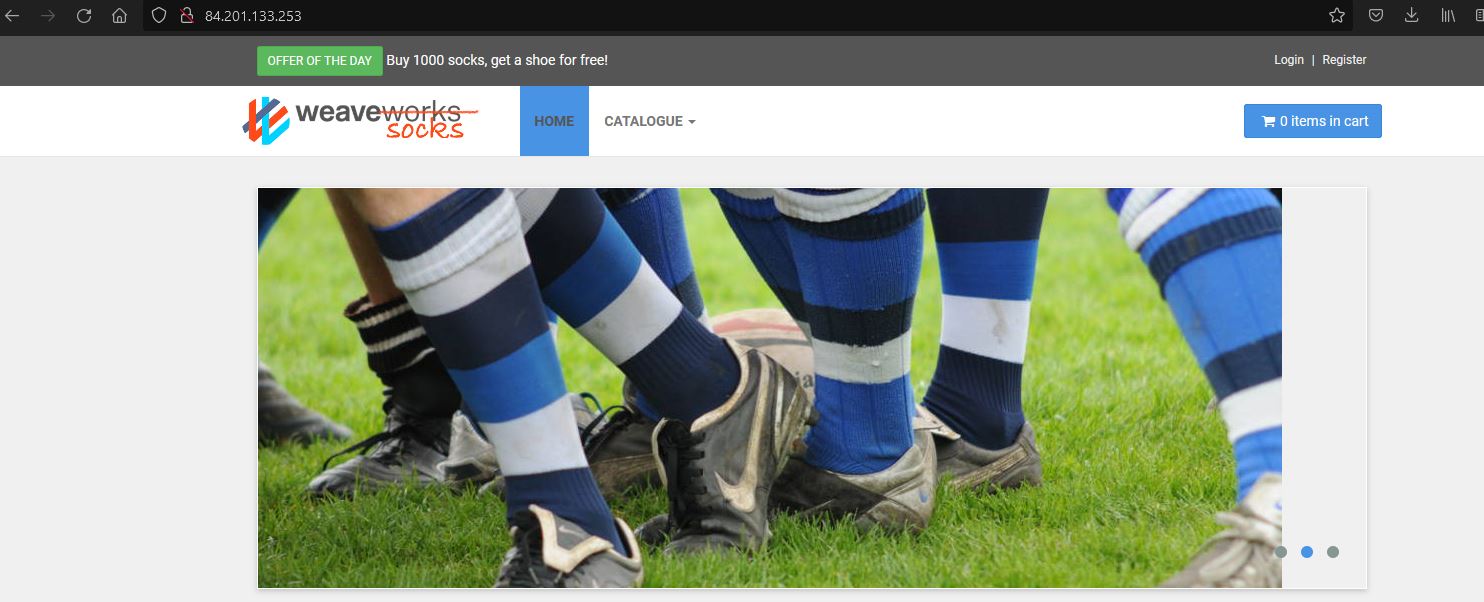 84.201.133.253
OFFER OF THE DAY Buy 1000 socks, get a shoe for free!
Login | Register
weaveworks
socks
HOME
CATALOGUE
0 items in cart